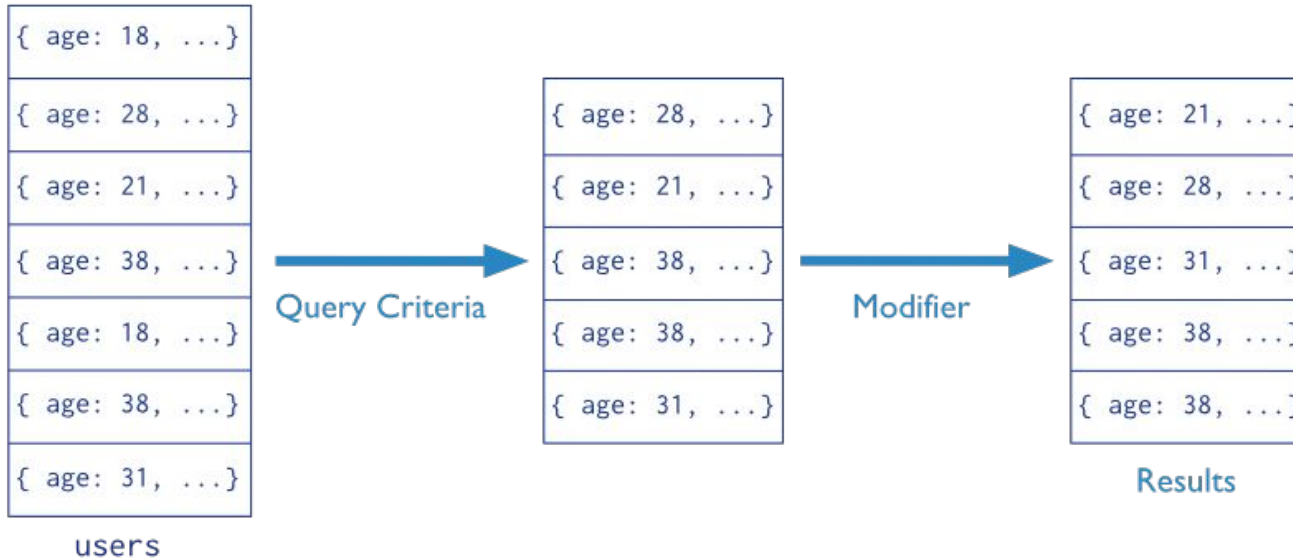 { age: 18, ...}
{ age: 28, ...}
{ age: 21, ...}
{ age: 38, ...}
{ age: 18, ...}
{ age: 38, ...}
{ age: 31, ...}
users
Query Criteria
{ age: 28, ...}
{ age: 21, ...}
{ age: 38, ...}
{ age: 38, ...}
{ age: 31, ...}
Modifier
{ age: 21, ...}
{ age: 28, ...}
{ age: 31, ...}
{ age: 38, ...}
{ age: 38, ...}
Results